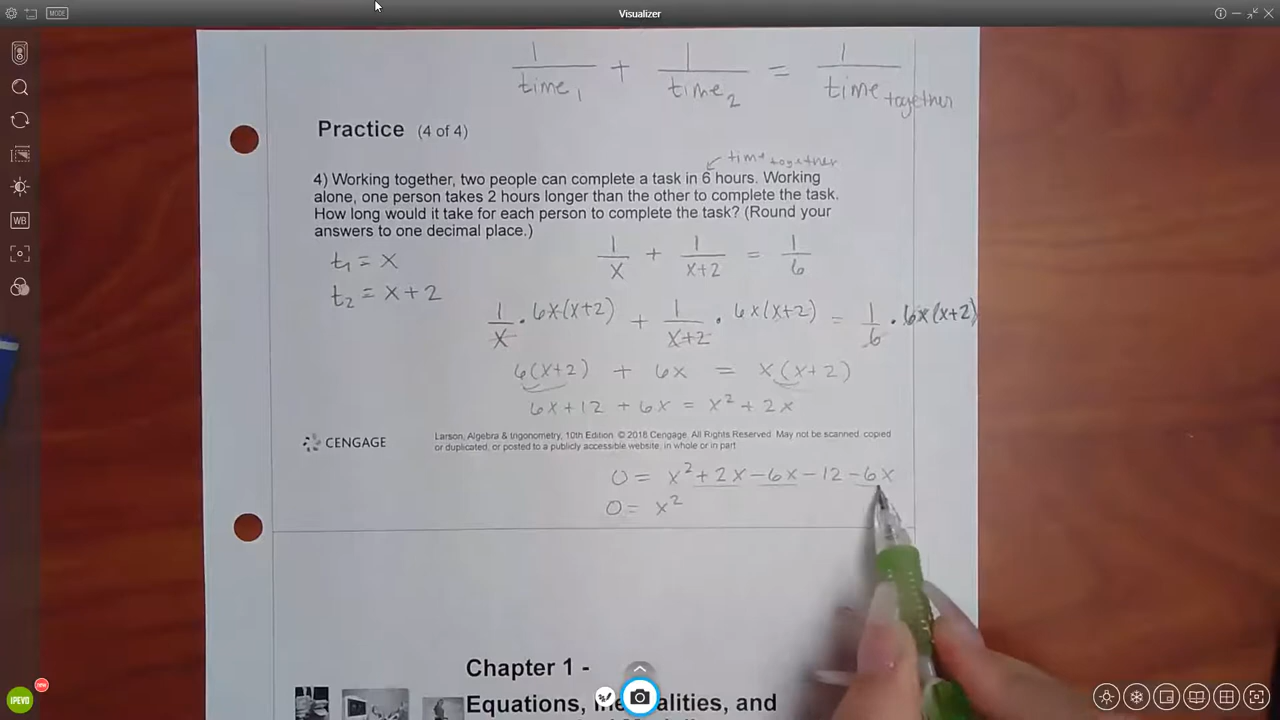 MODE
Visualizer
1/time₁ + 1/time₂ = 1/time together
Practice (4 of 4)
time together
4) Working together, two people can complete a task in 6 hours. Working
alone, one person takes 2 hours longer than the other to complete the task.
How long would it take for each person to complete the task? (Round your
answers to one decimal place.)
t₁ = x
t₂ = x + 2
1/x + 1/x+2 = 1/6
1/x · 6x(x+2) + 1/x+2 · 6x(x+2) = 1/6 · 6x(x+2)
6(x+2) + 6x = x(x+2)
6x+12 + 6x = x² + 2x
CENGAGE
Larson, Algebra & trigonometry, 10th Edition. © 2018 Cengage. All Rights Reserved. May not be scanned, copied
or duplicated, or posted to a publicly accessible website, in whole or in part.
0 = x² + 2x - 6x - 12 - 6x
0 = x²
Chapter 1 -
Equations, and
WB
IPEVO